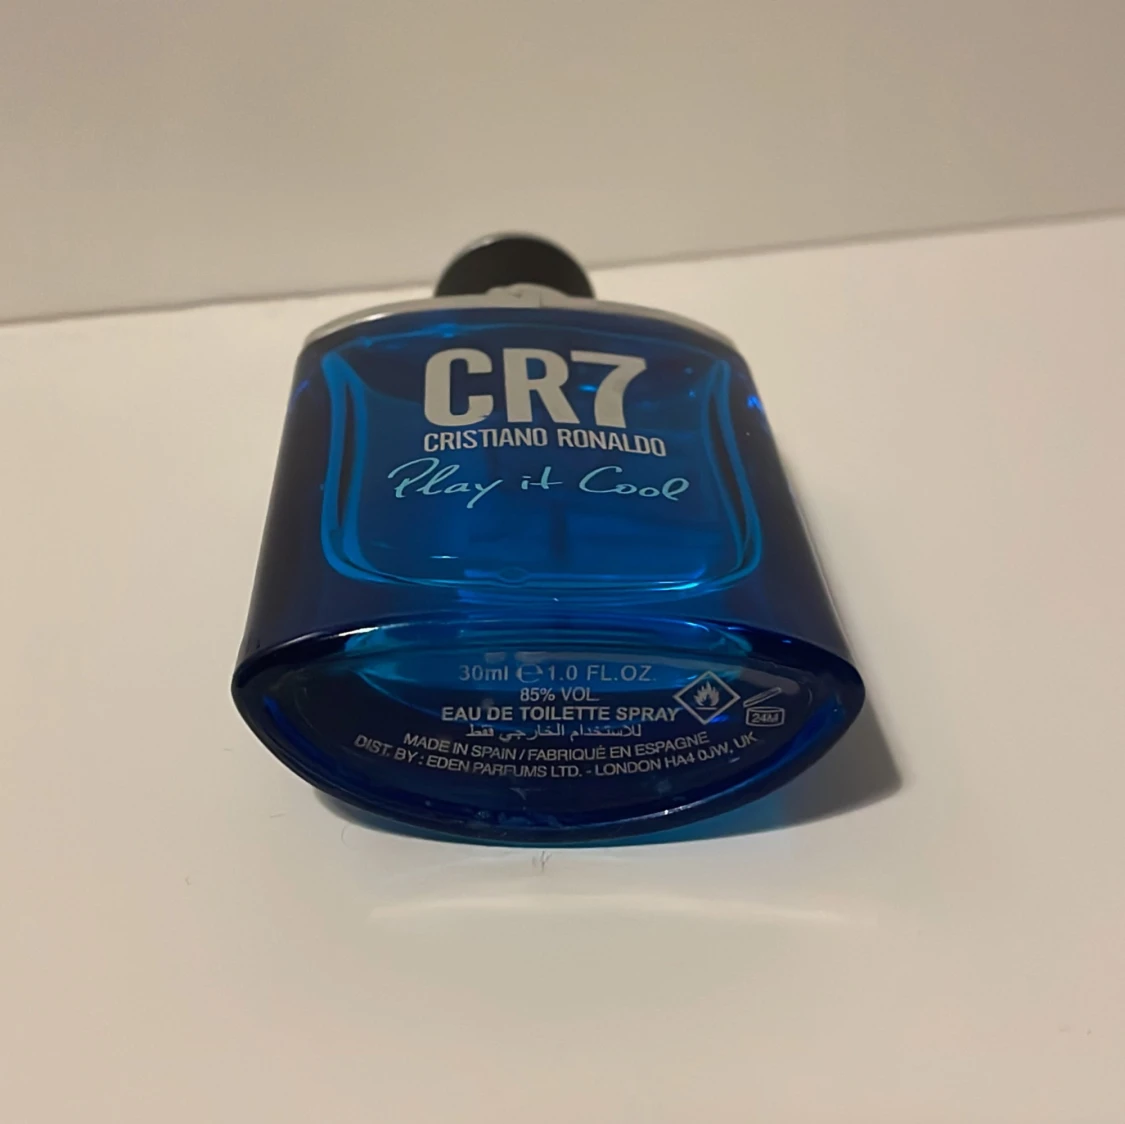 CR7
CRISTIANO RONALDO
Play it Cool
30ml ℮ 1.0 FL.OZ.
85% VOL.
EAU DE TOILETTE SPRAY
24M
للاستخدام الخارجي فقط
MADE IN SPAIN / FABRIQUÉ EN ESPAGNE
DIST. BY : EDEN PARFUMS LTD. - LONDON HA4 0JW, UK